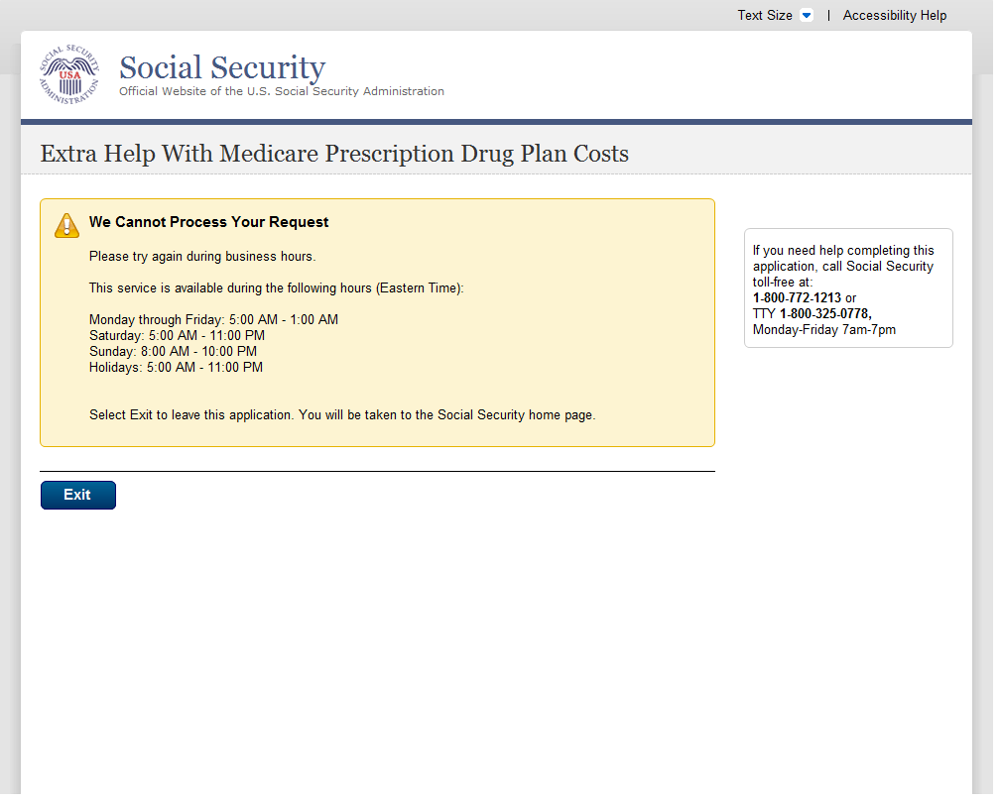 Text Size | Accessibility Help
SOCIAL SECURITY ADMINISTRATION
USA
Social Security
Official Website of the U.S. Social Security Administration
Extra Help With Medicare Prescription Drug Plan Costs
We Cannot Process Your Request
Please try again during business hours.
This service is available during the following hours (Eastern Time):
Monday through Friday: 5:00 AM - 1:00 AM
Saturday: 5:00 AM - 11:00 PM
Sunday: 8:00 AM - 10:00 PM
Holidays: 5:00 AM - 11:00 PM
Select Exit to leave this application. You will be taken to the Social Security home page.
If you need help completing this
application, call Social Security
toll-free at:
1-800-772-1213 or
TTY 1-800-325-0778,
Monday-Friday 7am-7pm
Exit